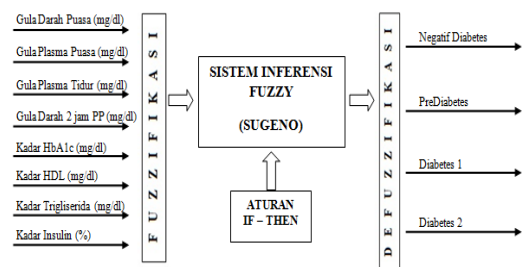 Gula Darah Puasa (mg/dl)
Gula Plasma Puasa (mg/dl)
Gula Plasma Tidur (mg/dl)
Gula Darah 2 jam PP (mg/dl)
Kadar HbA1c (mg/dl)
Kadar HDL (mg/dl)
Kadar Trigliserida (mg/dl)
Kadar Insulin (%)
FUZZIFIKASI
SISTEM INFERENSI
FUZZY
(SUGENO)
ATURAN
IF – THEN
DEFUZZIFIKASI
Negatif Diabetes
PreDiabetes
Diabetes 1
Diabetes 2